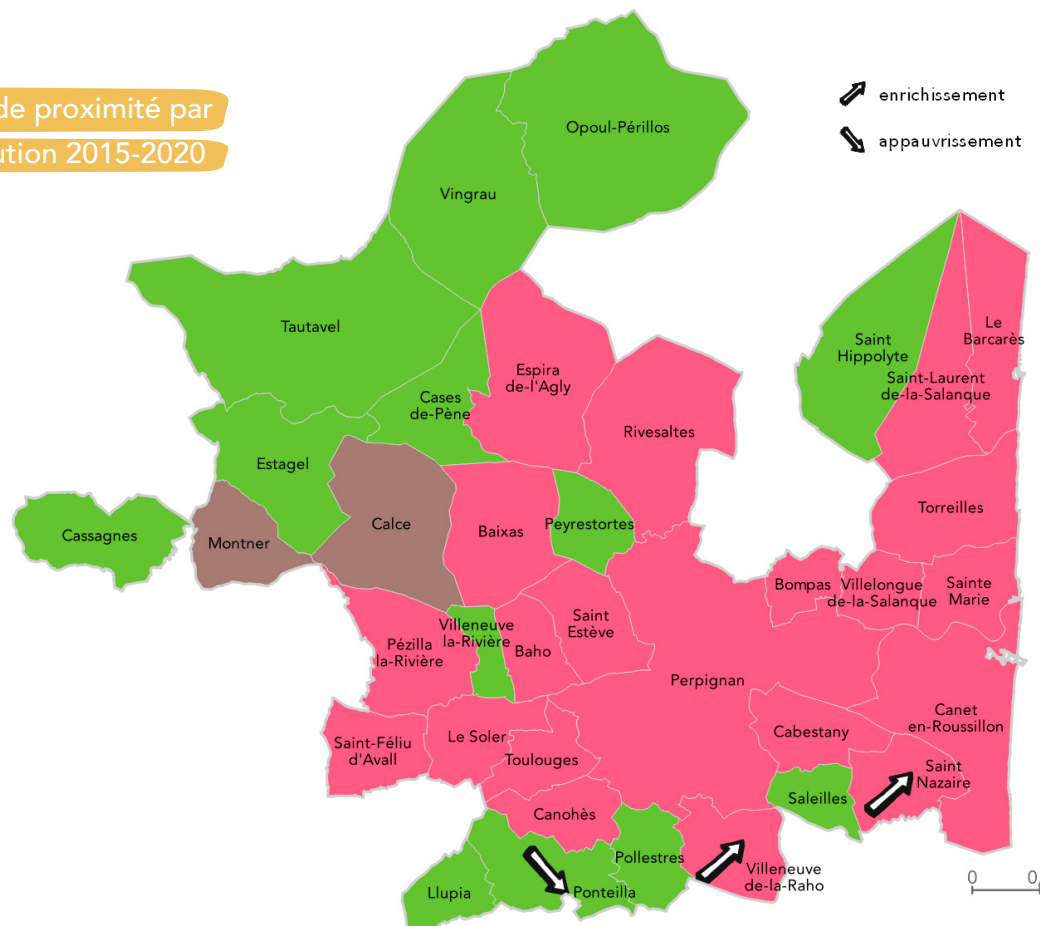 de proximité par
ution 2015-2020
enrichissement
appauvrissement
Opoul-Périllos
Vingrau
Tautavel
Saint
Hippolyte
Le
Barcarès
Espira
de-l'Agly
Saint-Laurent
de-la-Salanque
Cases
de-Pène
Rivesaltes
Estagel
Cassagnes
Montner
Calce
Baixas
Peyrestortes
Torreilles
Bompas
Villelongue
de-la-Salanque
Sainte
Marie
Villeneuve
la-Rivière
Saint
Estève
Pézilla
la-Rivière
Baho
Perpignan
Canet
en-Roussillon
Cabestany
Saint-Féliu
d'Avall
Le Soler
Toulouges
Saint
Nazaire
Saleilles
Canohès
Pollestres
Villeneuve
de-la-Raho
Llupia
Ponteilla
0
0,